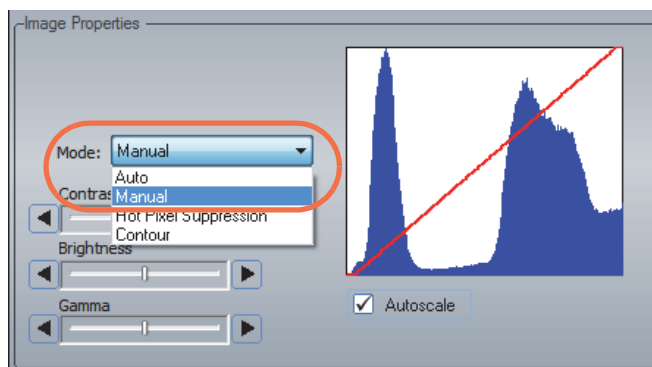 Image Properties
Mode: Manual
Auto
Manual
Hot Pixel Suppression
Contour
Brightness
Gamma
Autoscale